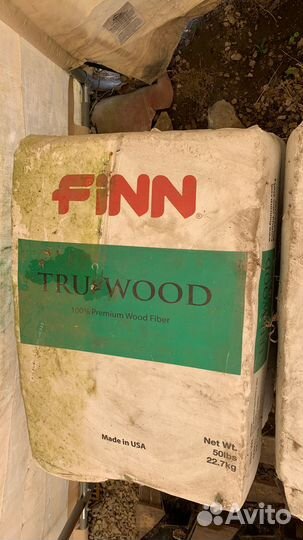 FINN®
TRU-WOOD
100% Premium Wood Fiber
Made in USA
Net Wt.
50lbs
22.7kg
Avito